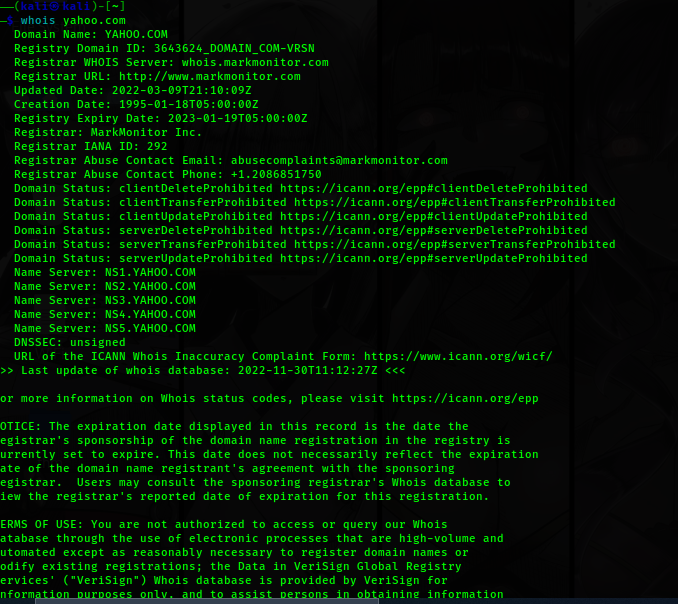 (kali㉿kali)-[~]
$ whois yahoo.com
Domain Name: YAHOO.COM
Registry Domain ID: 3643624_DOMAIN_COM-VRSN
Registrar WHOIS Server: whois.markmonitor.com
Registrar URL: http://www.markmonitor.com
Updated Date: 2022-03-09T21:10:09Z
Creation Date: 1995-01-18T05:00:00Z
Registry Expiry Date: 2023-01-19T05:00:00Z
Registrar: MarkMonitor Inc.
Registrar IANA ID: 292
Registrar Abuse Contact Email: abusecomplaints@markmonitor.com
Registrar Abuse Contact Phone: +1.2086851750
Domain Status: clientDeleteProhibited https://icann.org/epp#clientDeleteProhibited
Domain Status: clientTransferProhibited https://icann.org/epp#clientTransferProhibited
Domain Status: clientUpdateProhibited https://icann.org/epp#clientUpdateProhibited
Domain Status: serverDeleteProhibited https://icann.org/epp#serverDeleteProhibited
Domain Status: serverTransferProhibited https://icann.org/epp#serverTransferProhibited
Domain Status: serverUpdateProhibited https://icann.org/epp#serverUpdateProhibited
Name Server: NS1.YAHOO.COM
Name Server: NS2.YAHOO.COM
Name Server: NS3.YAHOO.COM
Name Server: NS4.YAHOO.COM
Name Server: NS5.YAHOO.COM
DNSSEC: unsigned
URL of the ICANN Whois Inaccuracy Complaint Form: https://www.icann.org/wicf/
>> Last update of whois database: 2022-11-30T11:12:27Z <<<
or more information on Whois status codes, please visit https://icann.org/epp
OTICE: The expiration date displayed in this record is the date the
egistrar's sponsorship of the domain name registration in the registry is
urrently set to expire. This date does not necessarily reflect the expiration
ate of the domain name registrant's agreement with the sponsoring
egistrar.  Users may consult the sponsoring registrar's Whois database to
iew the registrar's reported date of expiration for this registration.
ERMS OF USE: You are not authorized to access or query our Whois
atabase through the use of electronic processes that are high-volume and
utomated except as reasonably necessary to register domain names or
odify existing registrations; the Data in VeriSign Global Registry
ervices' ("VeriSign") Whois database is provided by VeriSign for
nformation purposes only, and to assist persons in obtaining information